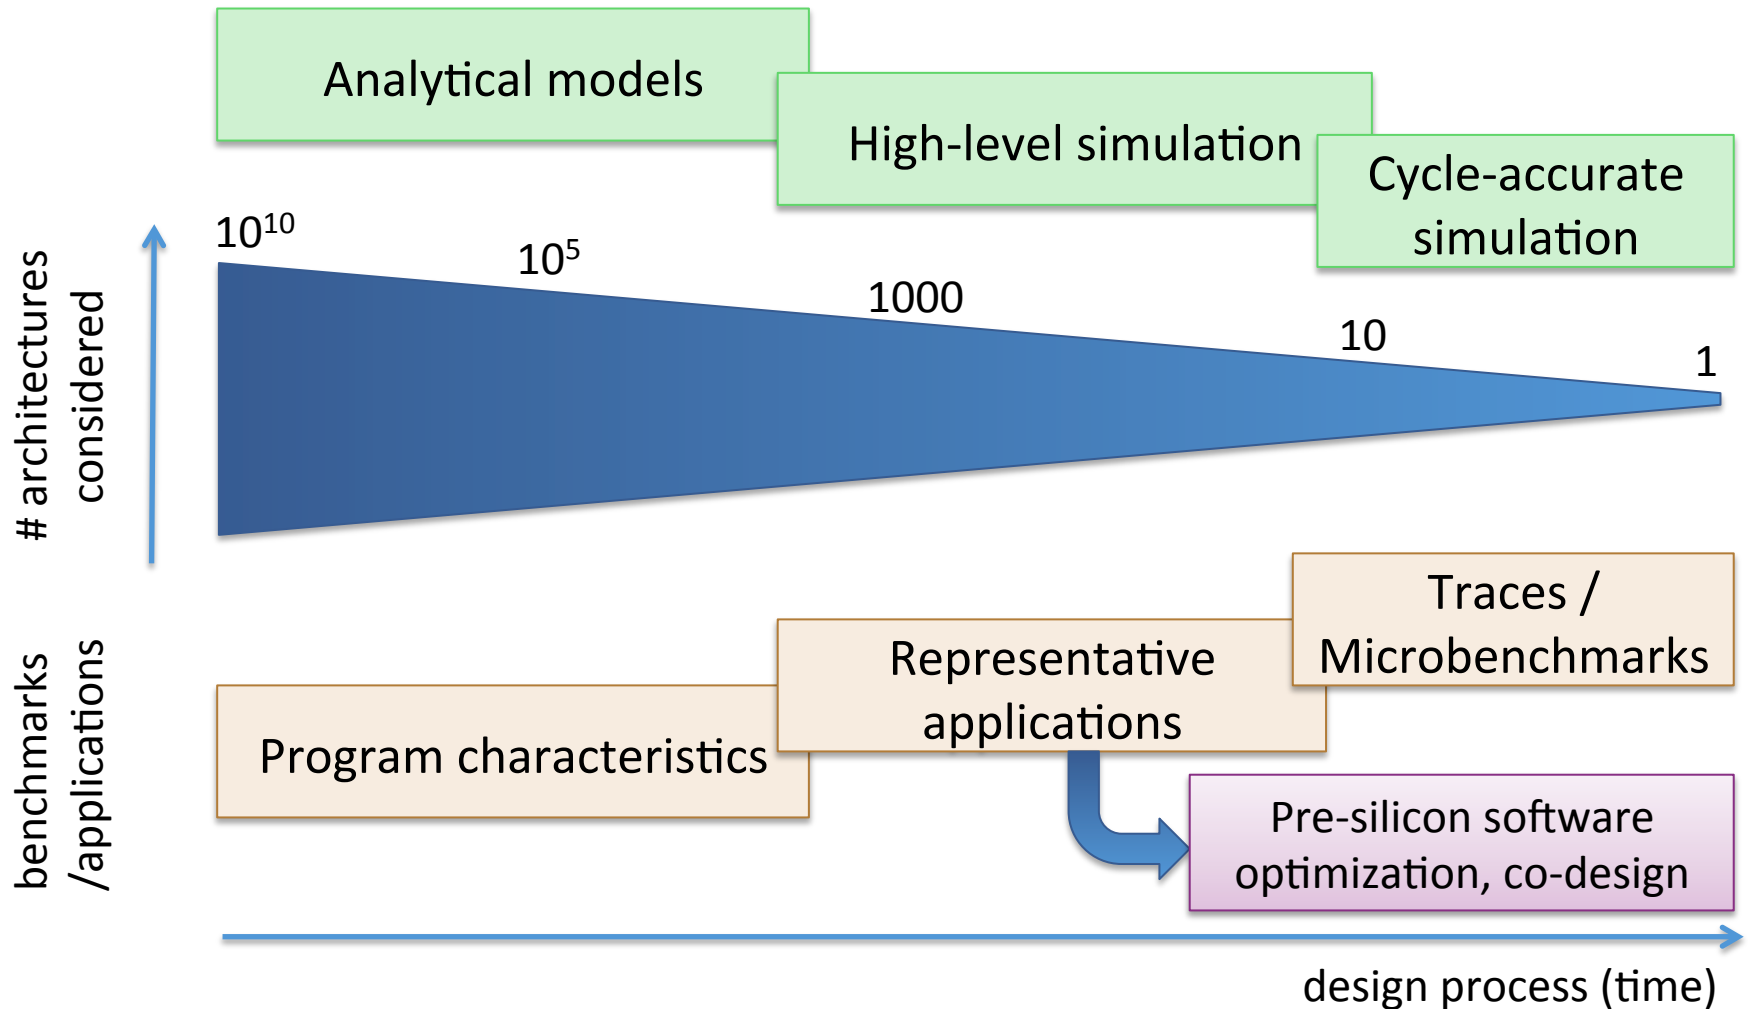 Analytical models
High-level simulation
Cycle-accurate
simulation
# architectures
considered
10¹⁰
10⁵
1000
10
1
benchmarks
/applications
Program characteristics
Representative
applications
Traces /
Microbenchmarks
Pre-silicon software
optimization, co-design
design process (time)